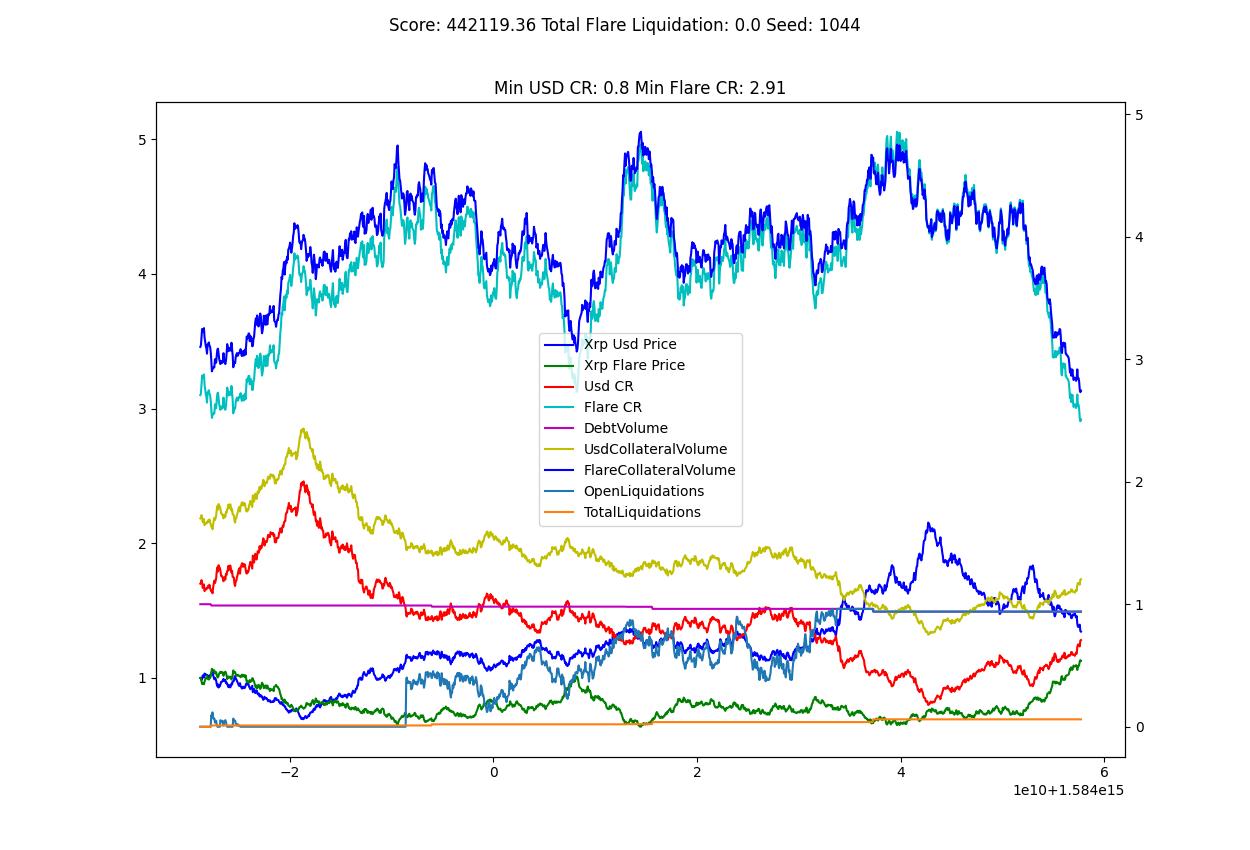 Score: 442119.36 Total Flare Liquidation: 0.0 Seed: 1044
Min USD CR: 0.8 Min Flare CR: 2.91
5
4
3
2
1
5
4
3
2
1
0
Xrp Usd Price
Xrp Flare Price
Usd CR
Flare CR
DebtVolume
UsdCollateralVolume
FlareCollateralVolume
OpenLiquidations
TotalLiquidations
−2 0 2 4 6
1e10+1.584e15